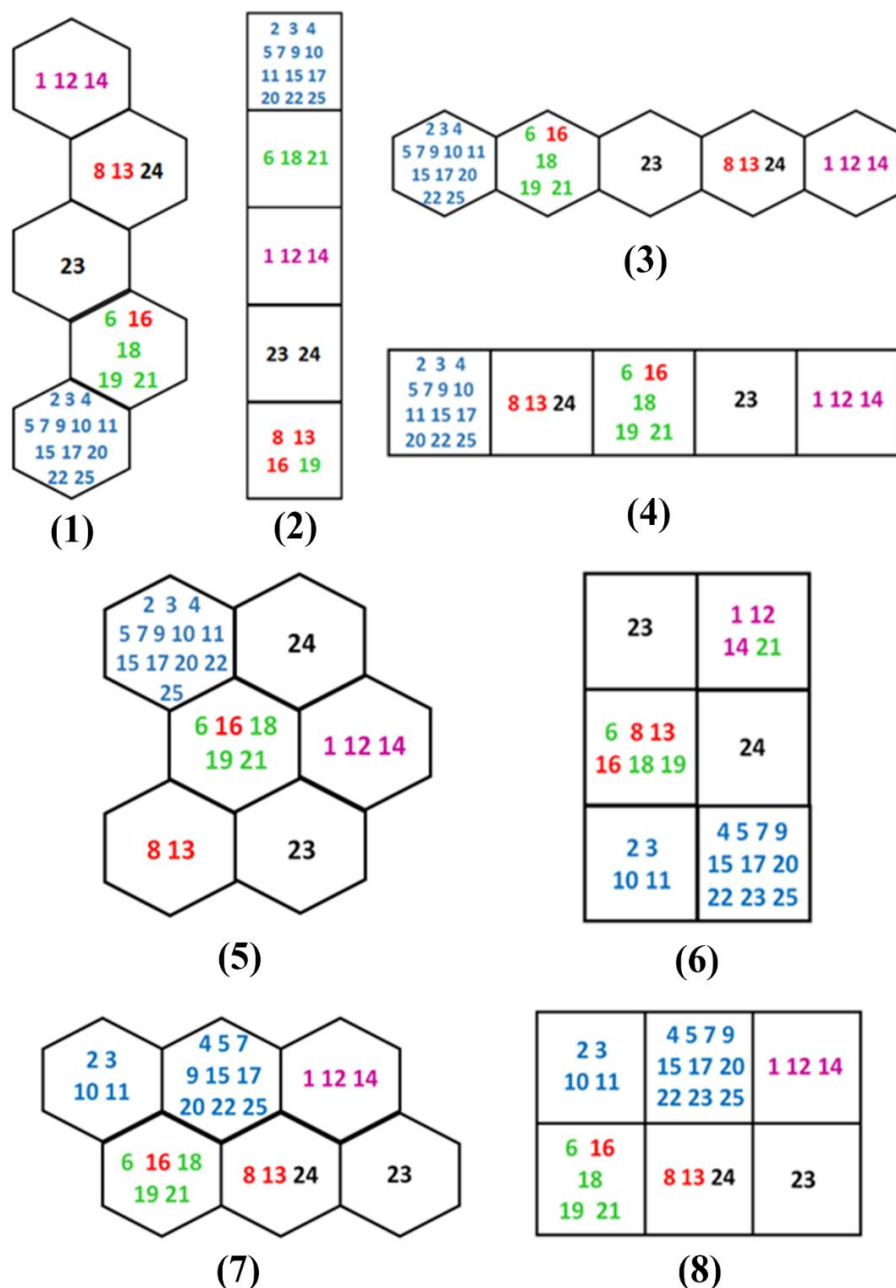 1 12 14
8 13 24
23
6 16
18
19 21
2 3 4
5 7 9 10 11
15 17 20
22 25
(1)
2 3 4
5 7 9 10
11 15 17
20 22 25
6 18 21
1 12 14
23 24
8 13
16 19
(2)
2 3 4
5 7 9 10 11
15 17 20
22 25
6 16
18
19 21
23
8 13 24
1 12 14
(3)
2 3 4
5 7 9 10
11 15 17
20 22 25
8 13 24
6 16
18
19 21
23
1 12 14
(4)
2 3 4
5 7 9 10 11
15 17 20 22
25
24
6 16 18
19 21
1 12 14
8 13
23
(5)
23
1 12
14 21
6 8 13
16 18 19
24
2 3
10 11
4 5 7 9
15 17 20
22 23 25
(6)
2 3
10 11
4 5 7
9 15 17
20 22 25
1 12 14
6 16 18
19 21
8 13 24
23
(7)
2 3
10 11
4 5 7 9
15 17 20
22 23 25
1 12 14
6 16
18
19 21
8 13 24
23
(8)